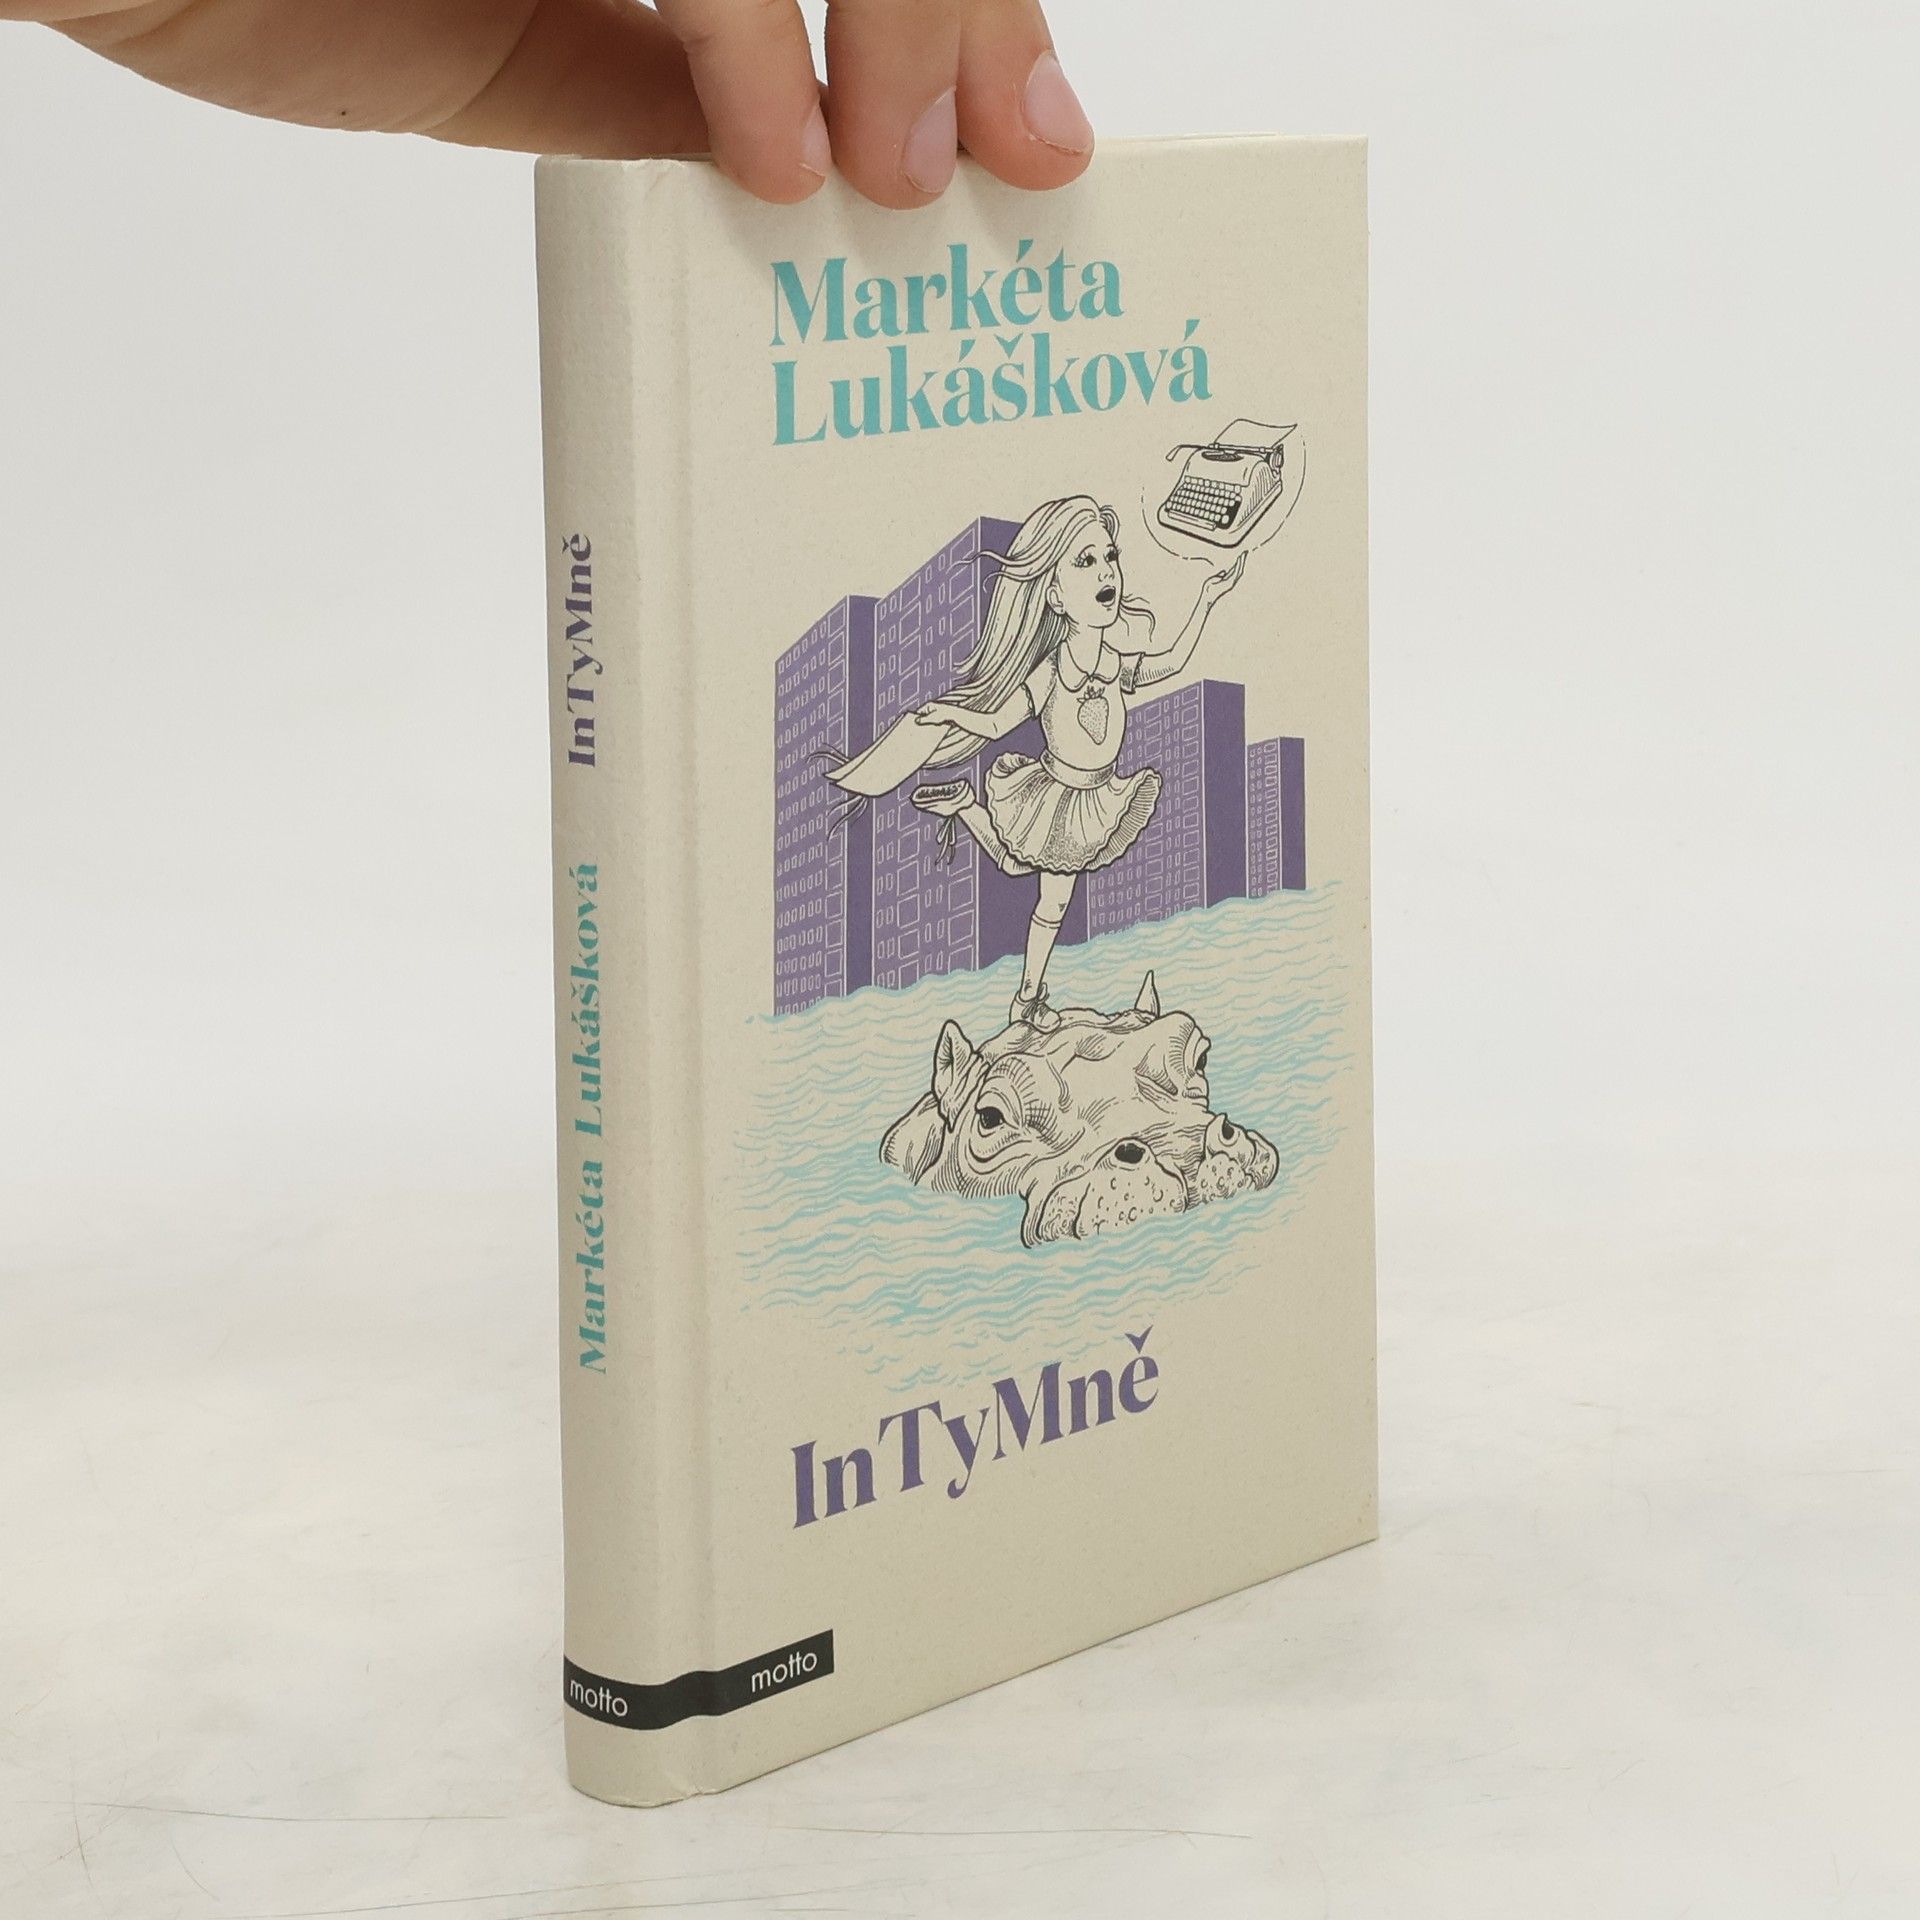 Markéta
Lukášková
InTyMně
motto
Markéta Lukášková InTyMně
motto